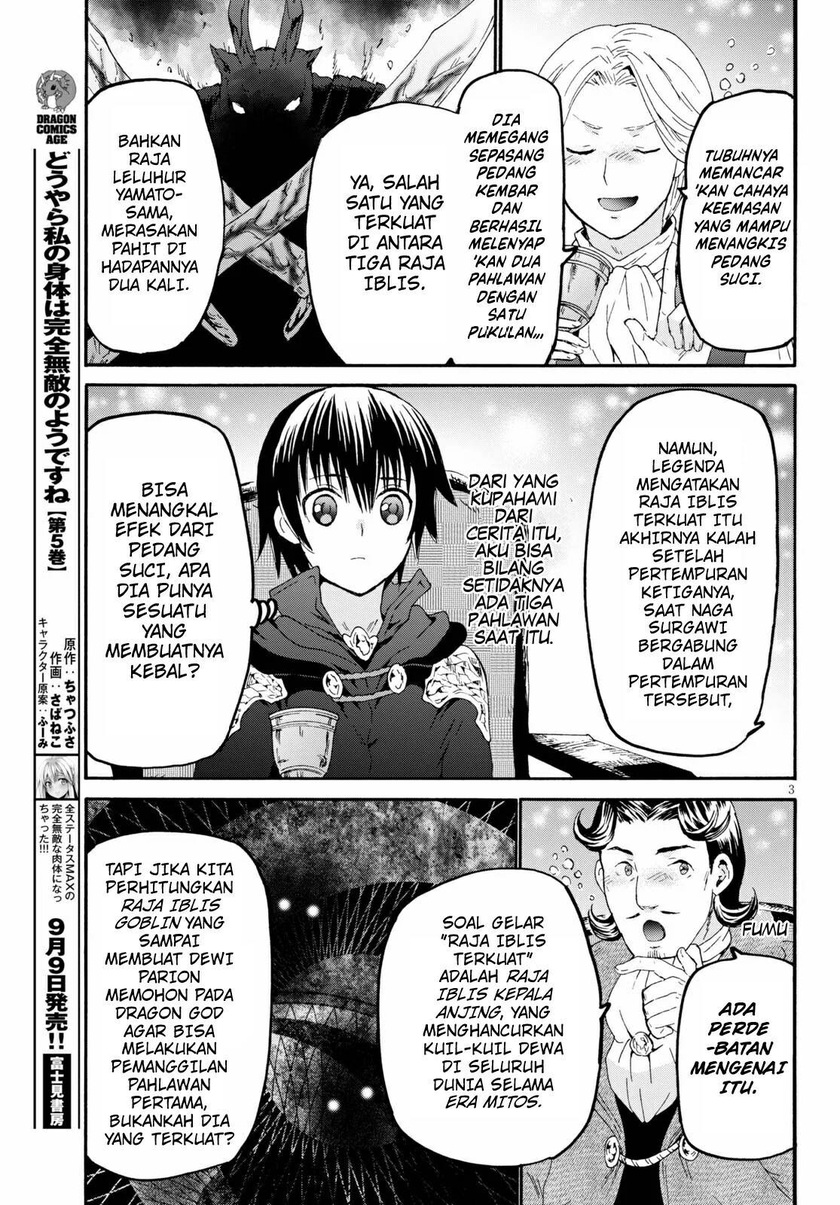 TUBUHNYA
MEMANCAR
'KAN CAHAYA
KEEMASAN
YANG MAMPU
MENANGKIS
PEDANG
SUCI.
DIA
MEMEGANG
SEPASANG
PEDANG
KEMBAR
DAN
BERHASIL
MELENYAP
'KAN DUA
PAHLAWAN
DENGAN
SATU
PUKULAN,,,
YA, SALAH
SATU YANG
TERKUAT
DI ANTARA
TIGA RAJA
IBLIS.
BAHKAN
RAJA
LELUHUR
YAMATO-
SAMA,
MERASAKAN
PAHIT DI
HADAPANNYA
DUA KALI.
NAMUN,
LEGENDA
MENGATAKAN
RAJA IBLIS
TERKUAT ITU
AKHIRNYA KALAH
SETELAH
PERTEMPURAN
KETIGANYA,
SAAT NAGA
SURGAWI
BERGABUNG
DALAM
PERTEMPURAN
TERSEBUT,
DARI YANG
KUPAHAMI
DARI
CERITA ITU,
AKU BISA
BILANG
SETIDAKNYA
ADA TIGA
PAHLAWAN
SAAT ITU.
BISA
MENANGKAL
EFEK DARI
PEDANG
SUCI, APA
DIA PUNYA
SESUATU
YANG
MEMBUATNYA
KEBAL?
3
FUMU
ADA
PERDE
-BATAN
MENGENAI
ITU.
SOAL GELAR
"RAJA IBLIS
TERKUAT"
ADALAH RAJA
IBLIS KEPALA
ANJING, YANG
MENGHANCURKAN
KUIL-KUIL DEWA
DI SELURUH
DUNIA SELAMA
ERA MITOS.
TAPI JIKA KITA
PERHITUNGKAN
RAJA IBLIS
GOBLIN YANG
SAMPAI
MEMBUAT DEWI
PARION
MEMOHON PADA
DRAGON GOD
AGAR BISA
MELAKUKAN
PEMANGGILAN
PAHLAWAN
PERTAMA,
BUKANKAH DIA
YANG TERKUAT?
DRAGON
COMICS
AGE
どうやら私の身体は完全無敵のようですね【第5巻】
原作：ちゃつふさ
作画：さばねこ
キャラクター原案：ふーみ
全ステータスMAXの
完全無敵な肉体になっ
ちゃった!!!
9月9日発売!!
富士見書房